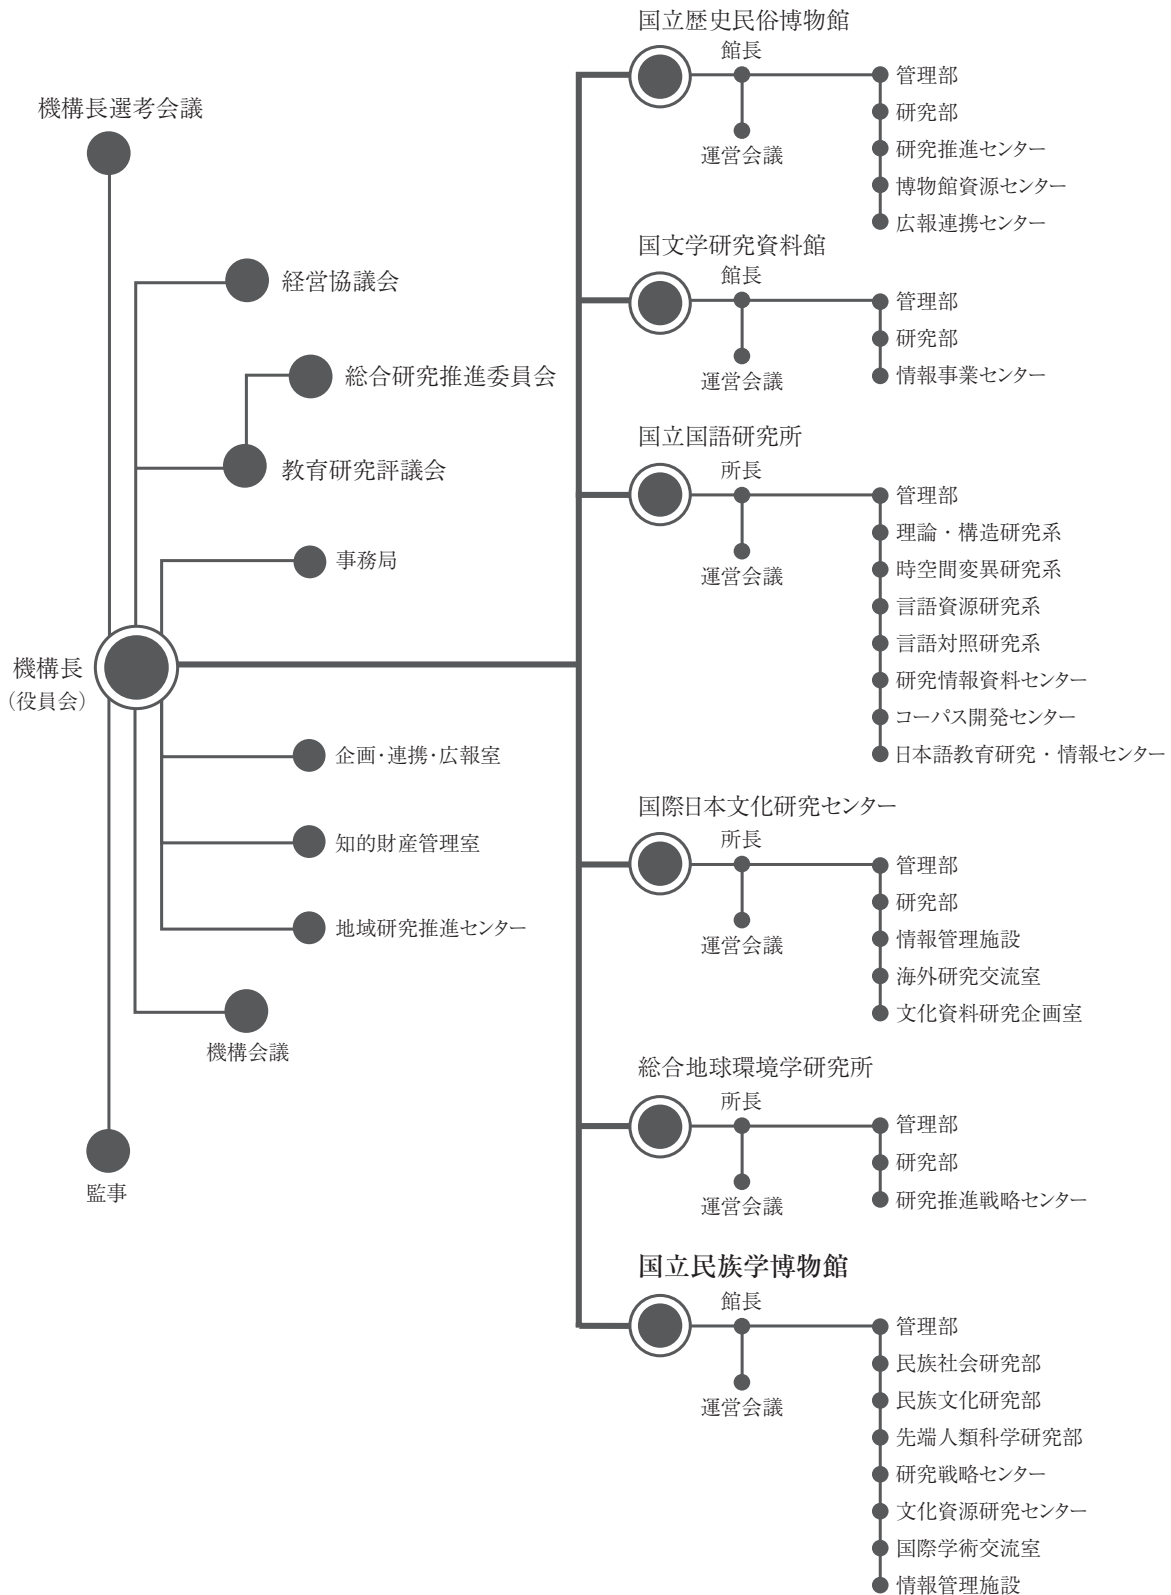 機構長選考会議
経営協議会
総合研究推進委員会
教育研究評議会
事務局
機構長
(役員会)
企画・連携・広報室
知的財産管理室
地域研究推進センター
機構会議
監事
国立歴史民俗博物館
館長
運営会議
管理部
研究部
研究推進センター
博物館資源センター
広報連携センター
国文学研究資料館
館長
運営会議
管理部
研究部
情報事業センター
国立国語研究所
所長
運営会議
管理部
理論・構造研究系
時空間変異研究系
言語資源研究系
言語対照研究系
研究情報資料センター
コーパス開発センター
日本語教育研究・情報センター
国際日本文化研究センター
所長
運営会議
管理部
研究部
情報管理施設
海外研究交流室
文化資料研究企画室
総合地球環境学研究所
所長
運営会議
管理部
研究部
研究推進戦略センター
国立民族学博物館
館長
運営会議
管理部
民族社会研究部
民族文化研究部
先端人類科学研究部
研究戦略センター
文化資源研究センター
国際学術交流室
情報管理施設